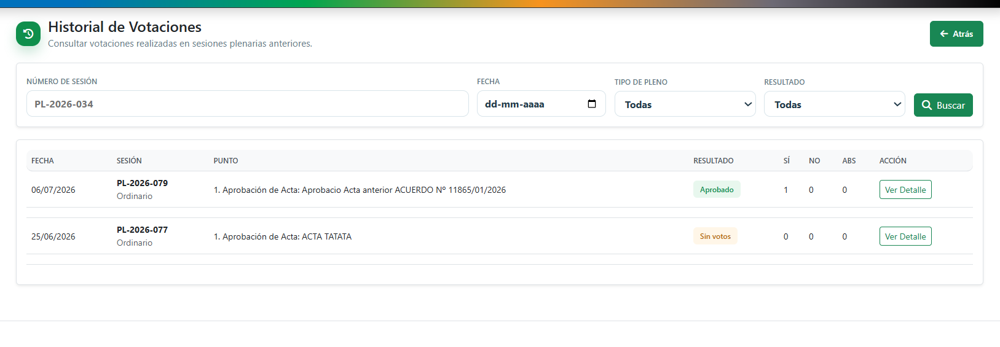 Historial de Votaciones
Consultar votaciones realizadas en sesiones plenarias anteriores.
Atrás
NÚMERO DE SESIÓN FECHA TIPO DE PLENO RESULTADO
PL-2026-034 dd-mm-aaaa Todas Todas Buscar
FECHA SESIÓN PUNTO RESULTADO SÍ NO ABS ACCIÓN
06/07/2026 PL-2026-079 Ordinario 1. Aprobación de Acta: Aprobacio Acta anterior ACUERDO Nº 11865/01/2026 Aprobado 1 0 0 Ver Detalle
25/06/2026 PL-2026-077 Ordinario 1. Aprobación de Acta: ACTA TATATA Sin votos 0 0 0 Ver Detalle